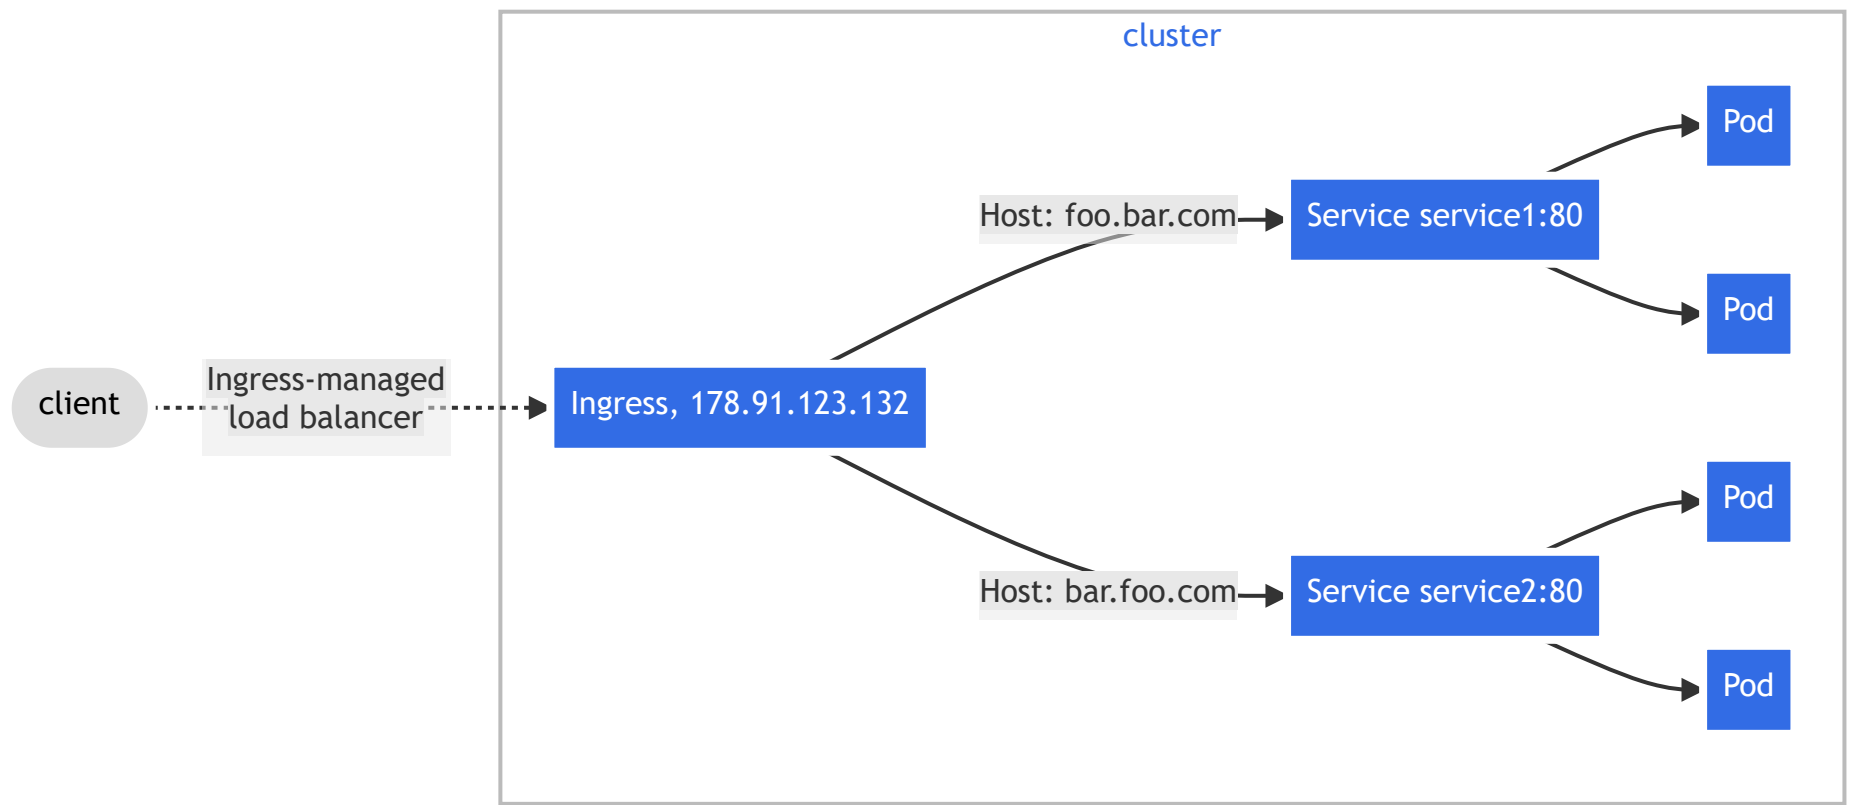 cluster
client
Ingress-managed
load balancer
Ingress, 178.91.123.132
Host: foo.bar.com
Service service1:80
Pod
Pod
Host: bar.foo.com
Service service2:80
Pod
Pod